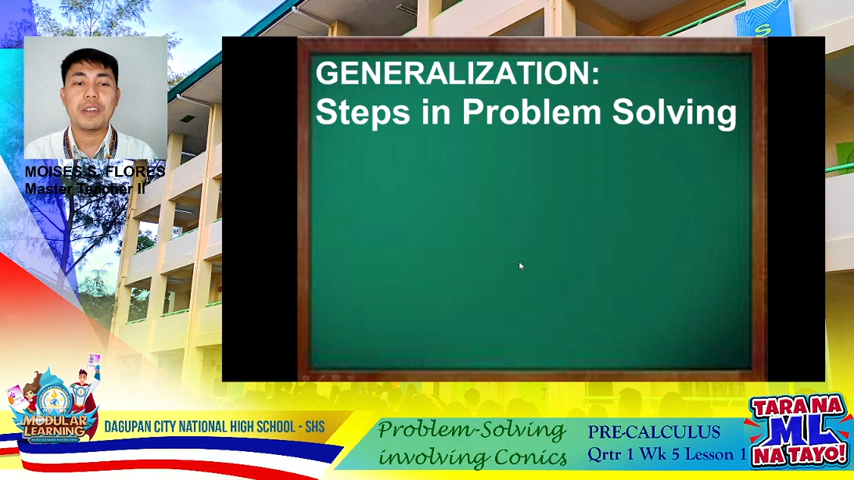 GENERALIZATION:
Steps in Problem Solving
MOISES S. FLORES
Master Teacher II
MODULAR
LEARNING
DAGUPAN CITY NATIONAL HIGH SCHOOL - SHS
Problem-Solving
involving Conics
PRE-CALCULUS
Qrtr 1 Wk 5 Lesson 1
TARA NA
ML
NA TAYO!